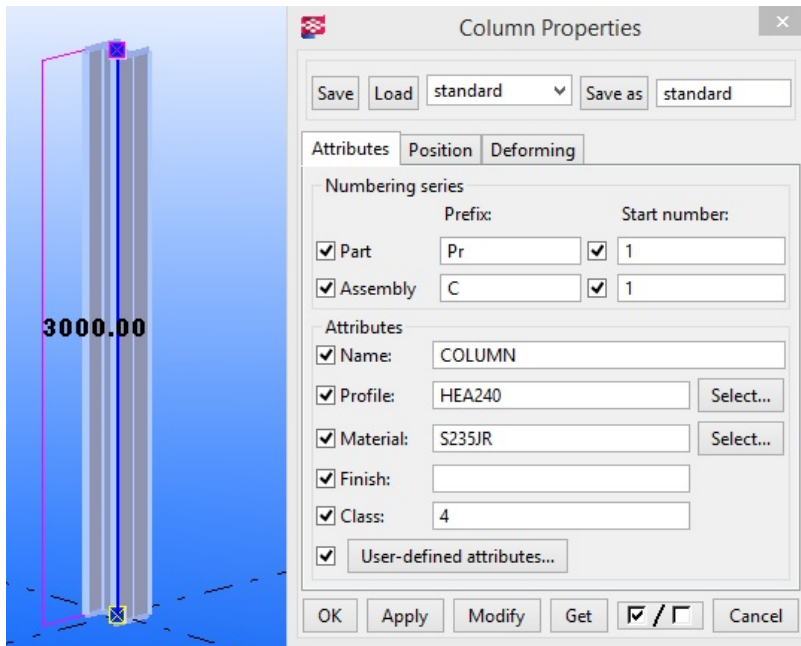 Column Properties
Save Load standard Save as standard
Attributes Position Deforming
Numbering series
Prefix: Start number:
Part Pr 1
Assembly C 1
3000.00
Attributes
Name: COLUMN
Profile: HEA240 Select...
Material: S235JR Select...
Finish:
Class: 4
User-defined attributes...
OK Apply Modify Get / Cancel